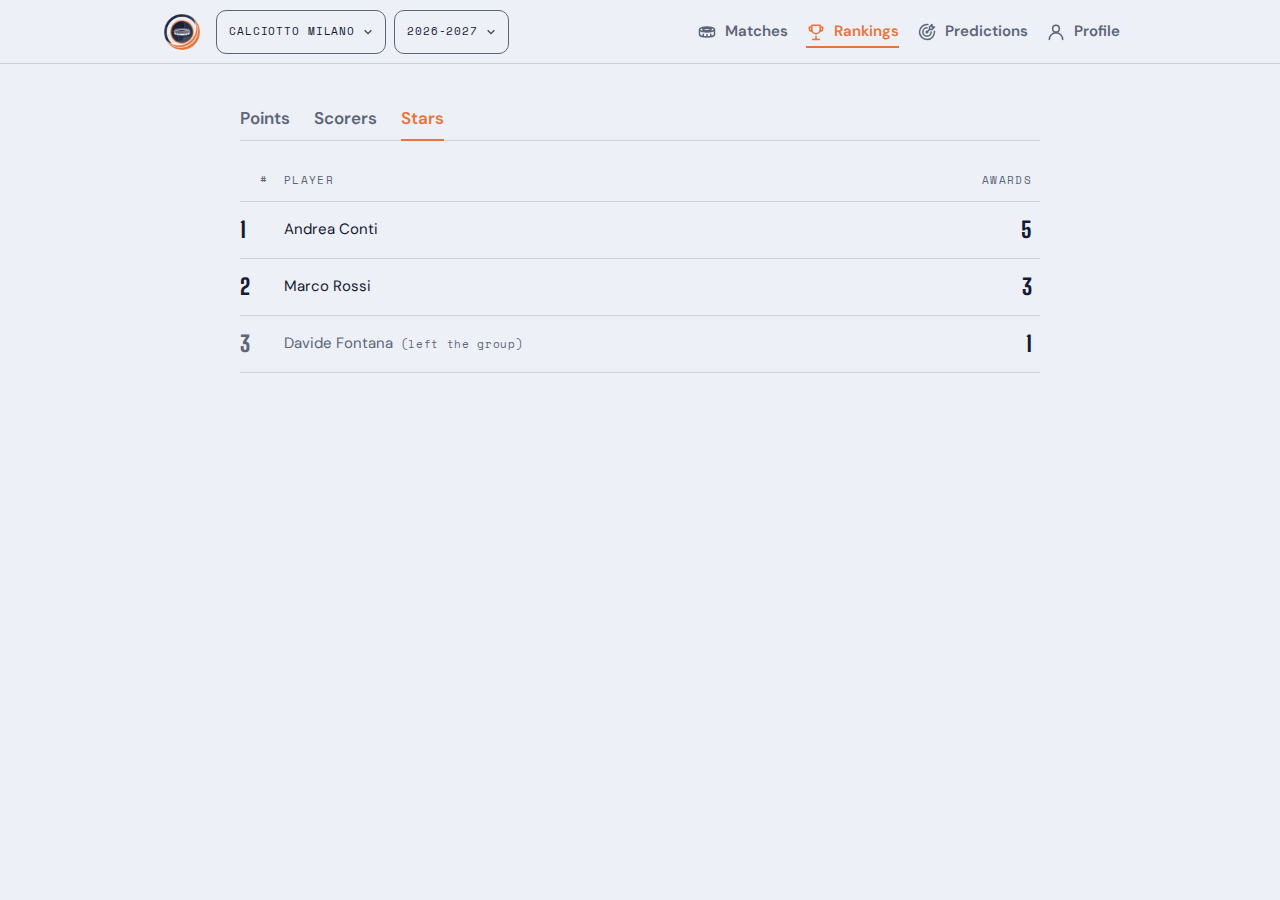 CALCIOTTO MILANO 2026-2027 Matches Rankings Predictions Profile
Points Scorers Stars
# PLAYER AWARDS
1 Andrea Conti 5
2 Marco Rossi 3
3 Davide Fontana (left the group) 1